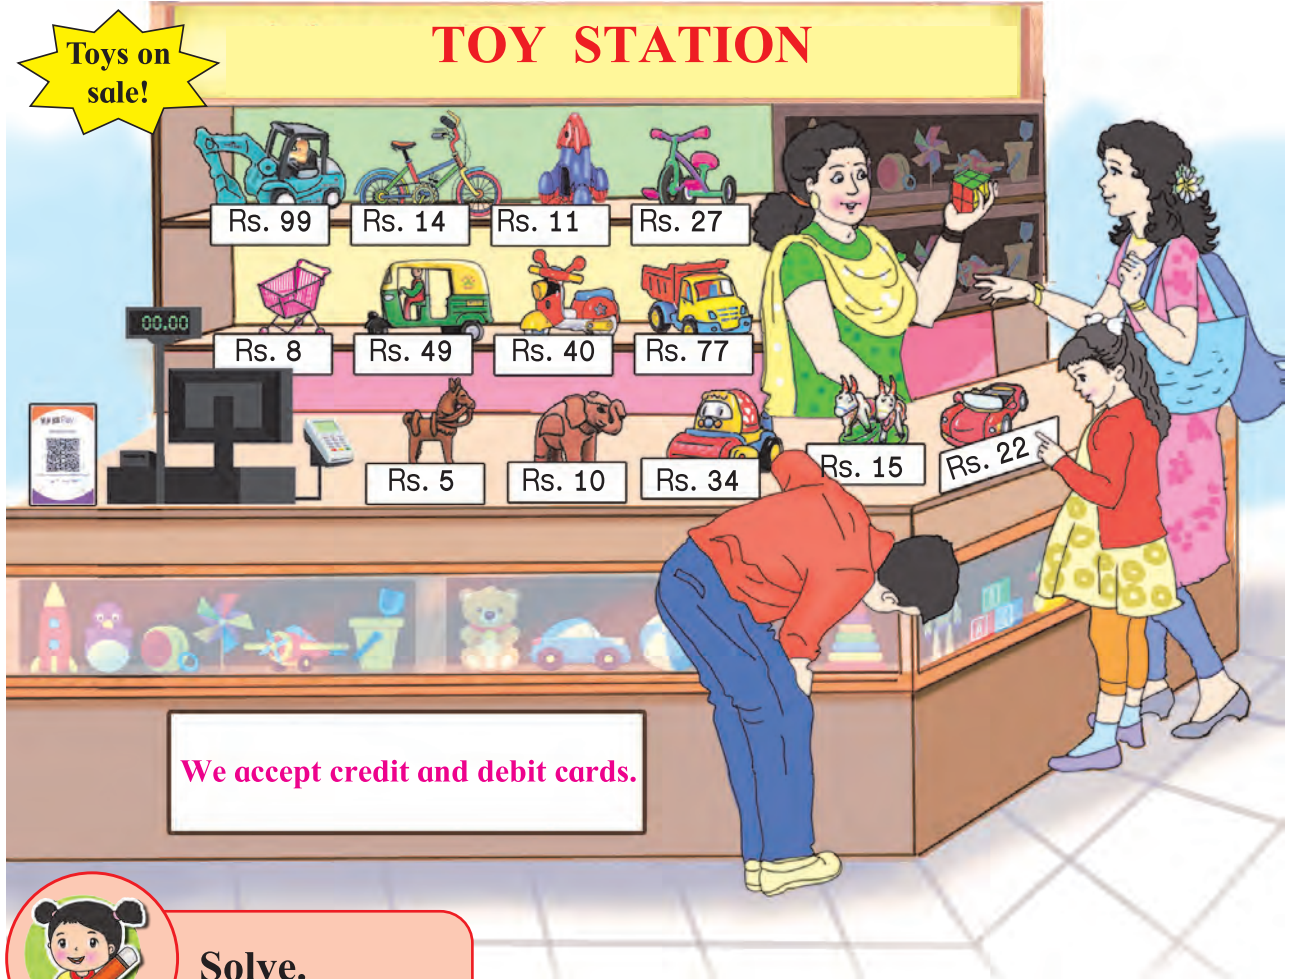 Toys on
sale!
TOY STATION
Rs. 99
Rs. 14
Rs. 11
Rs. 27
00.00
Rs. 8
Rs. 49
Rs. 40
Rs. 77
Rs. 5
Rs. 10
Rs. 34
Rs. 15
Rs. 22
We accept credit and debit cards.
Solve.